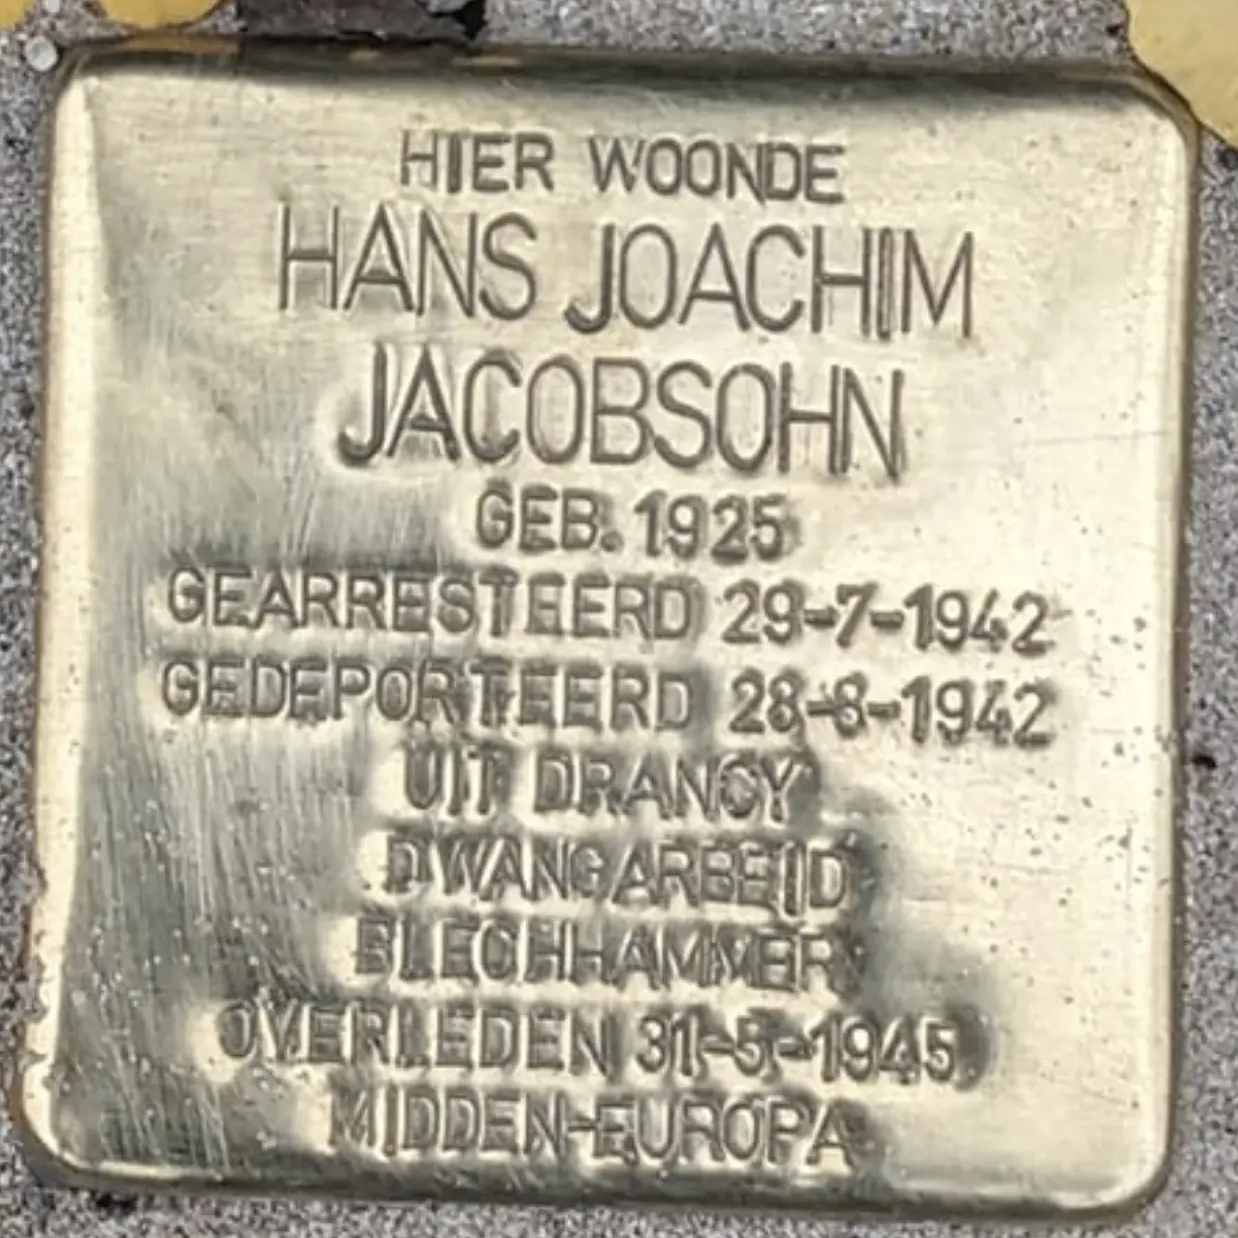 HIER WOONDE
HANS JOACHIM
JACOBSOHN
GEB. 1925
GEARRESTEERD 29-7-1942
GEDEPORTEERD 28-8-1942
UIT DRANCY
DWANGARBEID
BLECHHAMMER
OVERLEDEN 31-5-1945
MIDDEN-EUROPA